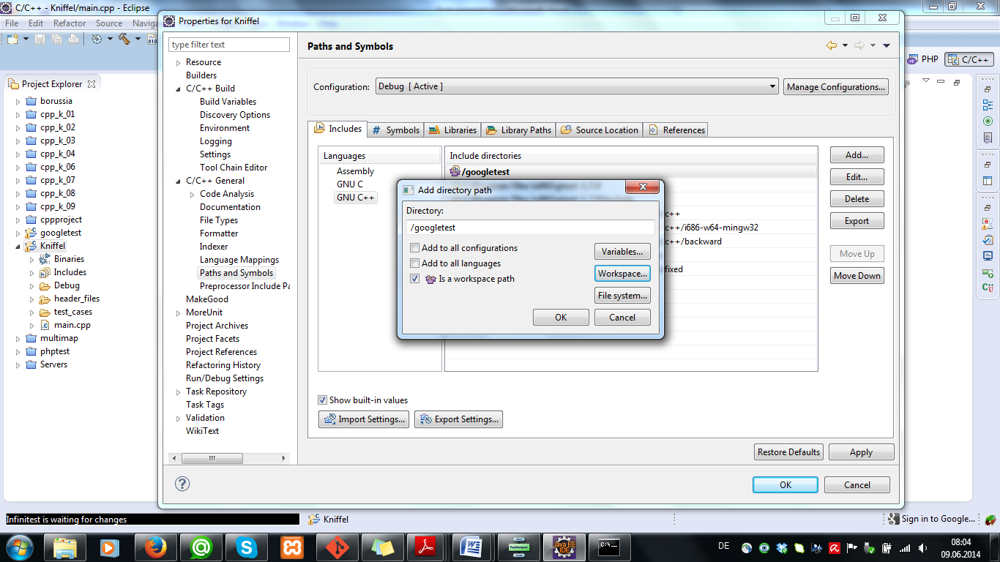 C/C++ - Kniffel/main.cpp - Eclipse
File Edit Refactor Source Naviga
Properties for Kniffel
type filter text
Resource
Builders
C/C++ Build
Build Variables
Discovery Options
Environment
Logging
Settings
Tool Chain Editor
C/C++ General
Code Analysis
Documentation
File Types
Formatter
Indexer
Language Mappings
Paths and Symbols
Preprocessor Include Pa
MakeGood
MoreUnit
Project Archives
Project Facets
Project References
Refactoring History
Run/Debug Settings
Task Repository
Task Tags
Validation
WikiText
Paths and Symbols
Configuration: Debug [ Active ] Manage Configurations...
Includes # Symbols Libraries Library Paths Source Location References
Languages
Assembly
GNU C
GNU C++
Include directories
/googletest
c++
c++/i686-w64-mingw32
c++/backward
fixed
Add...
Edit...
Delete
Export
Move Up
Move Down
Add directory path
Directory:
/googletest
Add to all configurations
Add to all languages
Is a workspace path
Variables...
Workspace...
File system...
OK Cancel
Show built-in values
Import Settings... Export Settings...
Restore Defaults Apply
OK Cancel
PHP C/C++
Project Explorer
borussia
cpp_k_01
cpp_k_02
cpp_k_03
cpp_k_04
cpp_k_06
cpp_k_07
cpp_k_08
cpp_k_09
cppproject
googletest
Kniffel
Binaries
Includes
Debug
header_files
test_cases
main.cpp
multimap
phptest
Servers
Infinitest is waiting for changes
Kniffel
Sign in to Google...
Java EE
IDE
C:\
DE
08:04
09.06.2014